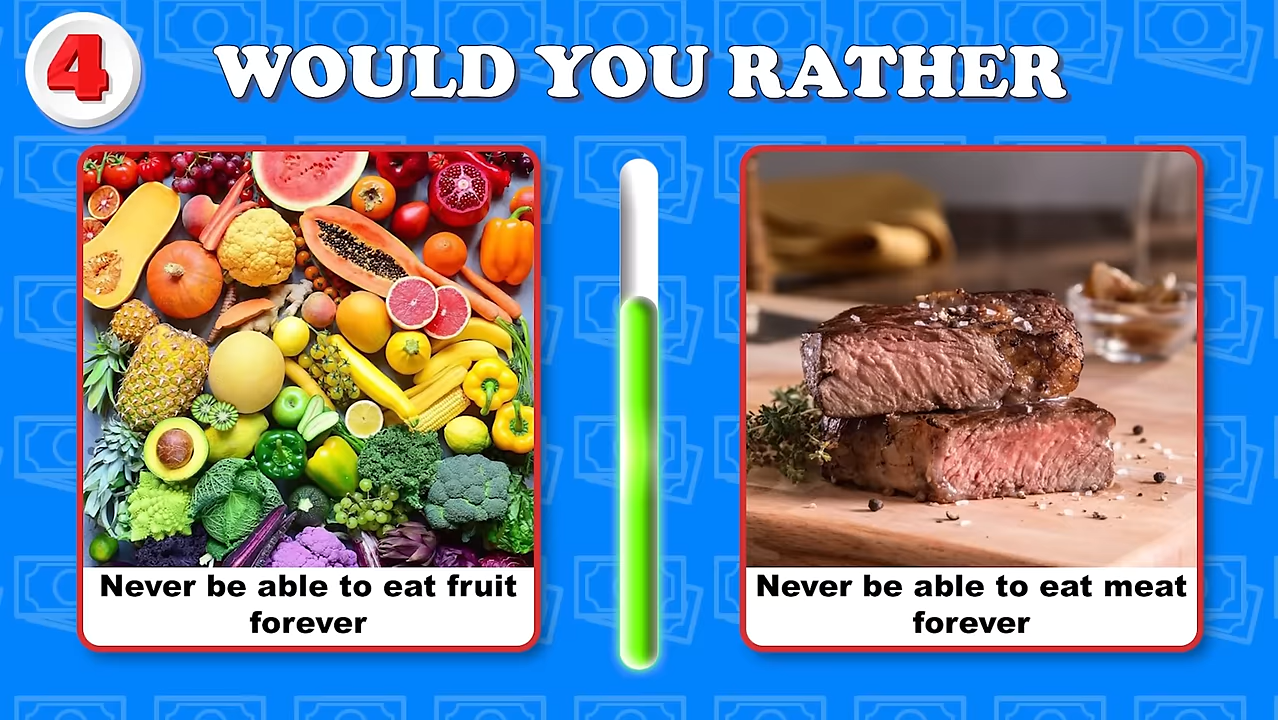 4
WOULD YOU RATHER
Never be able to eat fruit
forever
Never be able to eat meat
forever